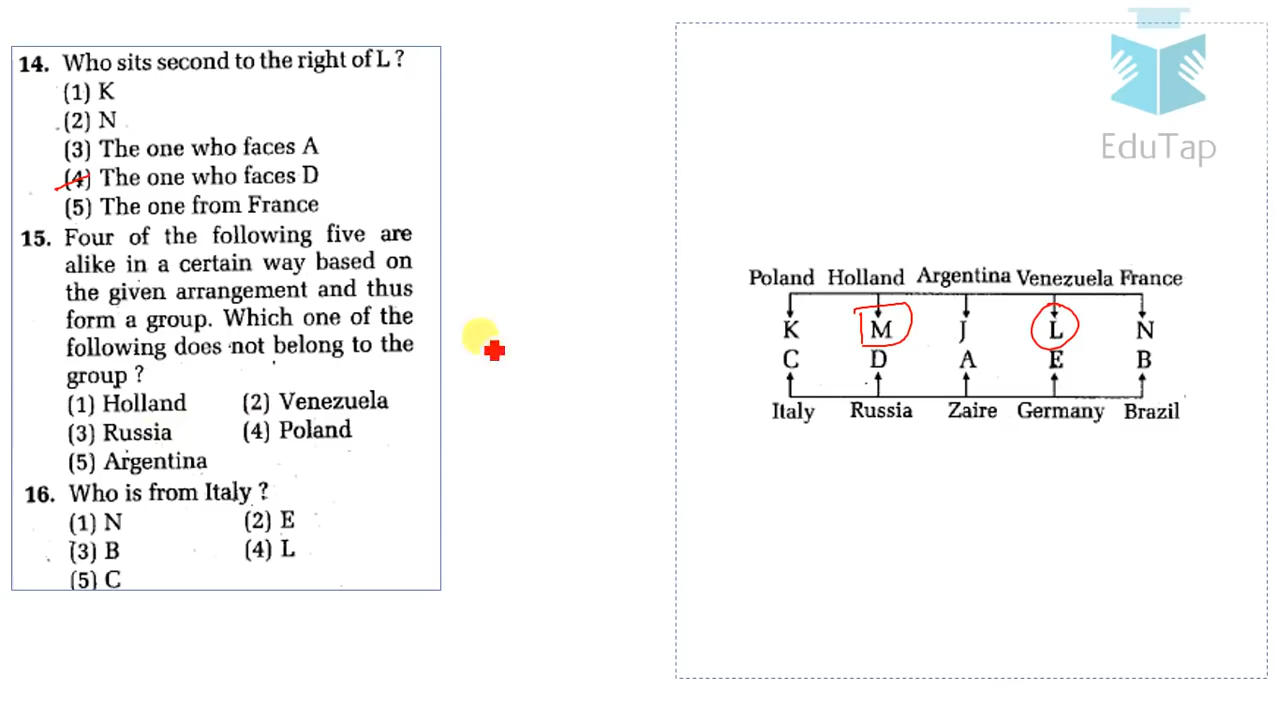 14. Who sits second to the right of L ?
(1) K
(2) N
(3) The one who faces A
(4) The one who faces D
(5) The one from France
15. Four of the following five are
alike in a certain way based on
the given arrangement and thus
form a group. Which one of the
following does not belong to the
group ?
(1) Holland (2) Venezuela
(3) Russia (4) Poland
(5) Argentina
16. Who is from Italy ?
(1) N (2) E
(3) B (4) L
(5) C
EduTap
Poland Holland Argentina Venezuela France
K M J L N
C D A E B
Italy Russia Zaire Germany Brazil